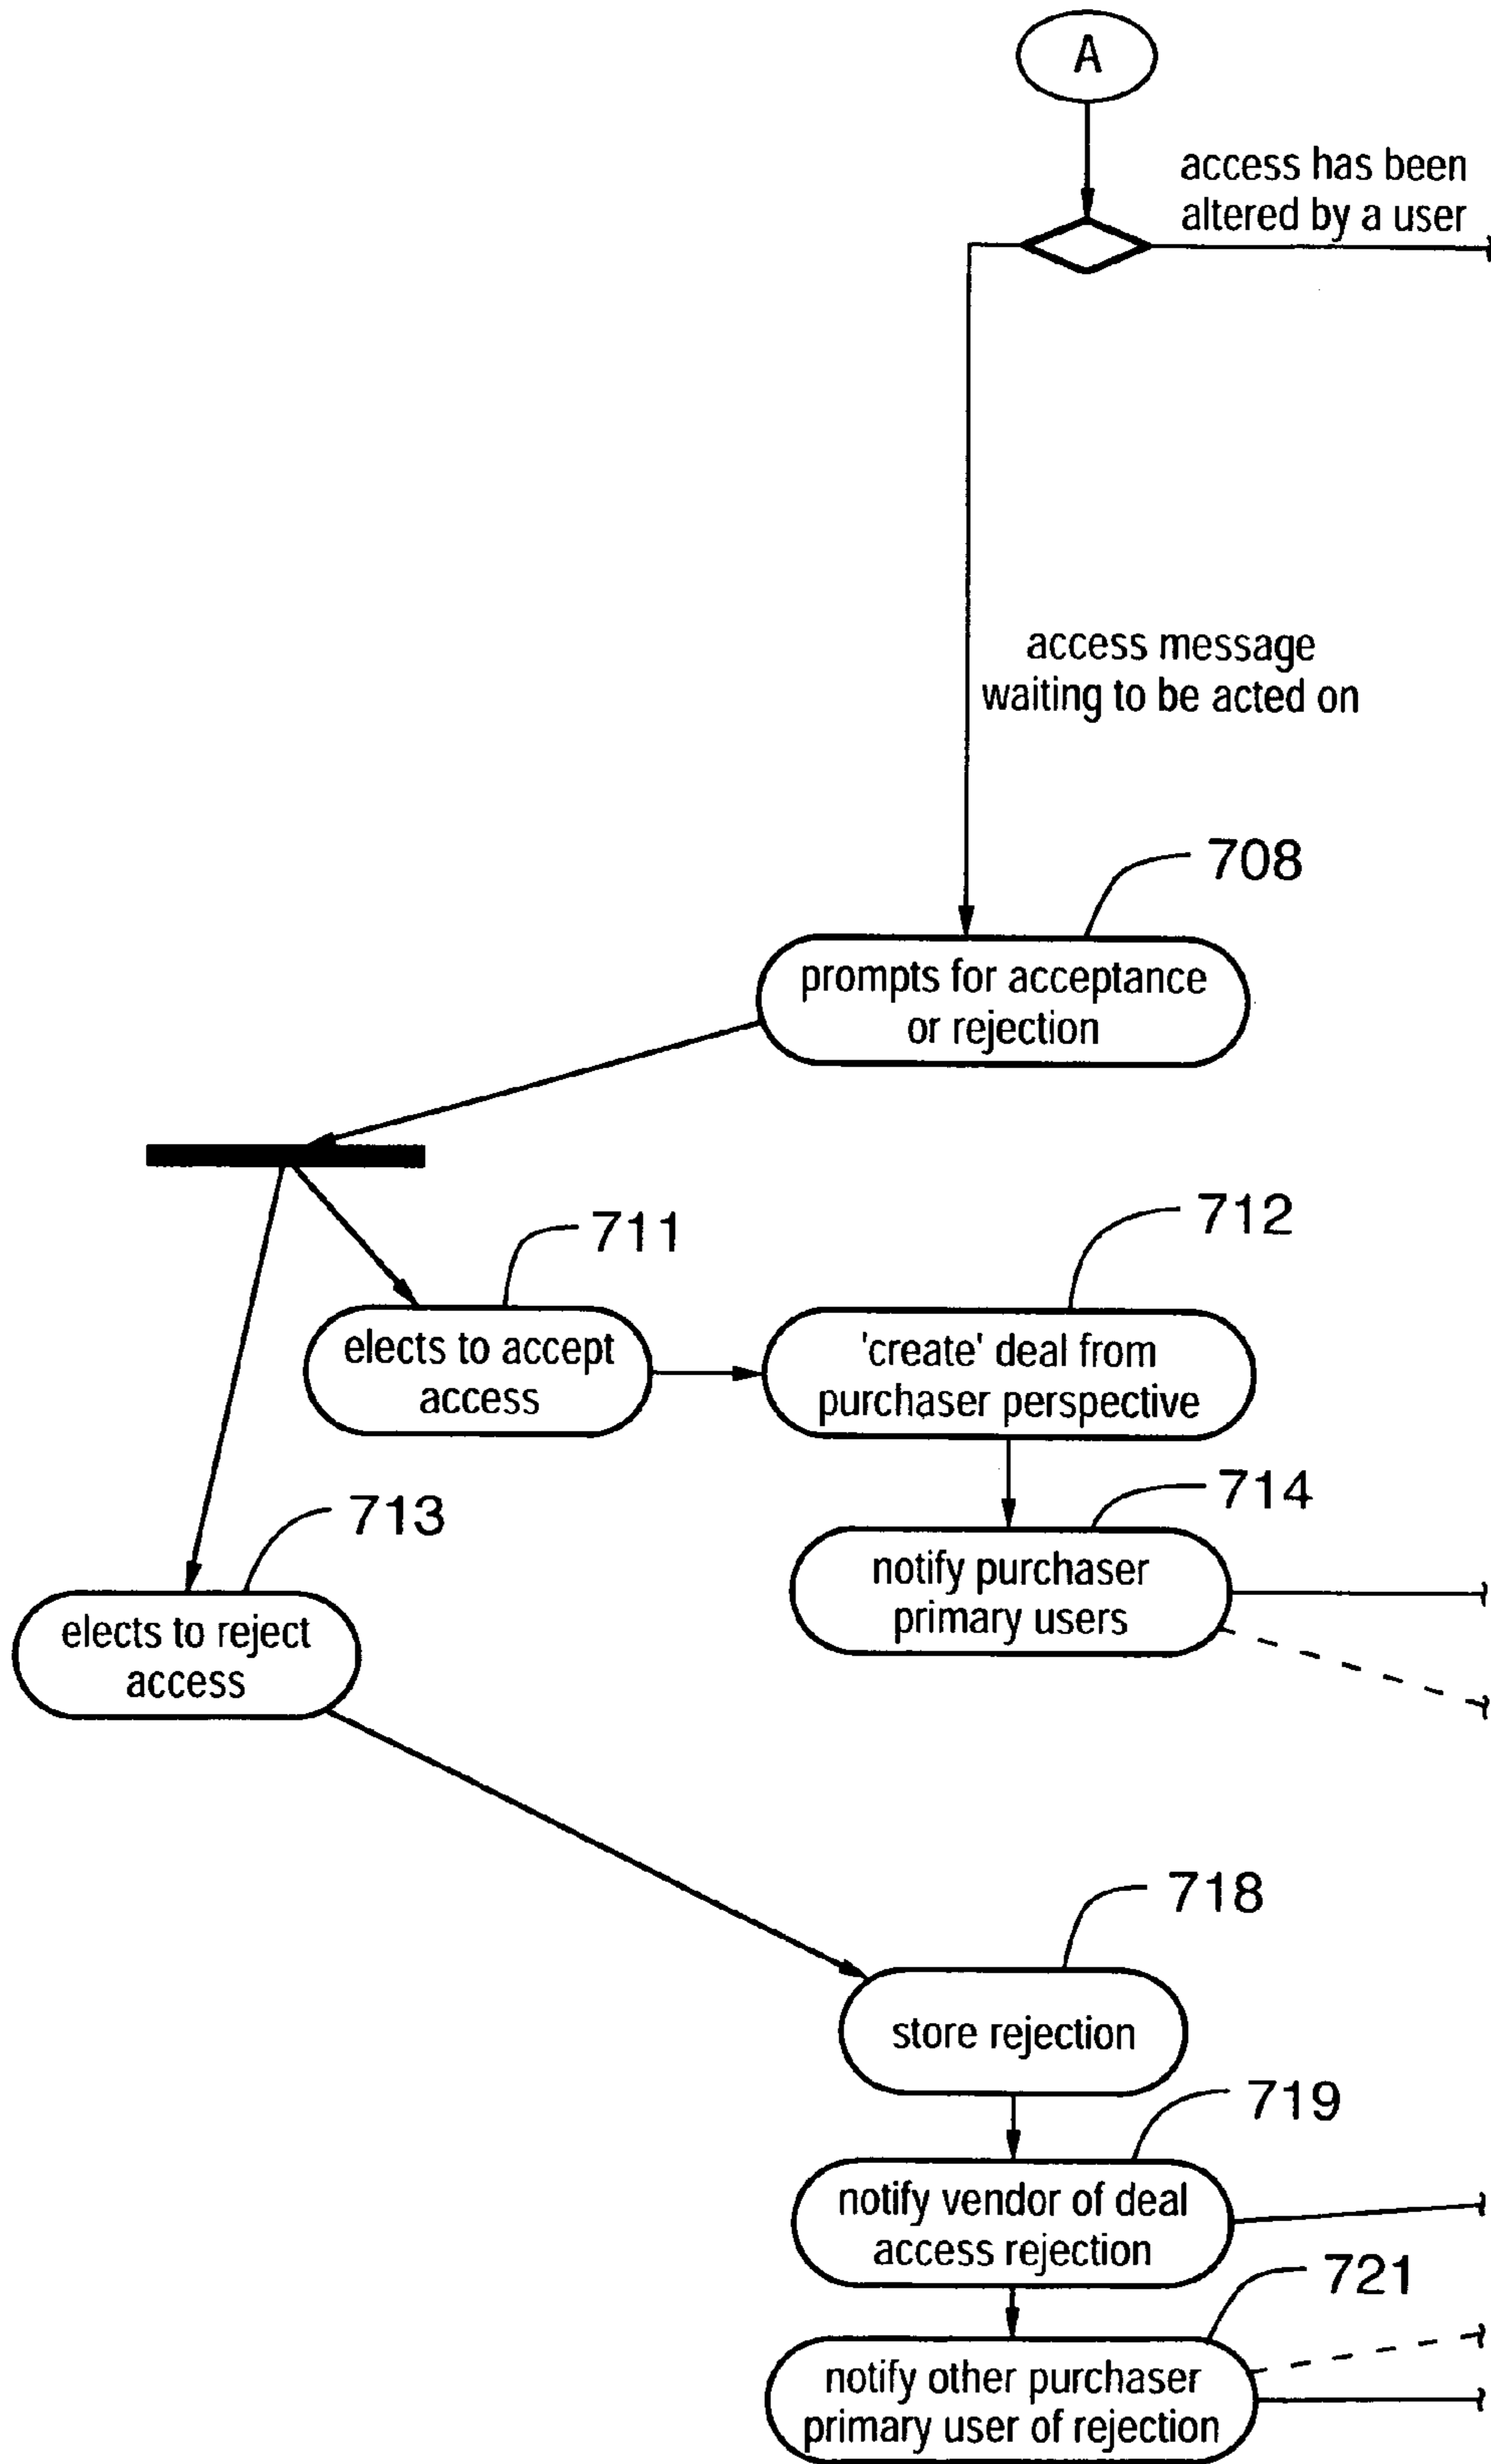 A
access has been
altered by a user
access message
waiting to be acted on
708
prompts for acceptance
or rejection
711
712
elects to accept
access
'create' deal from
purchaser perspective
713
714
elects to reject
access
notify purchaser
primary users
718
store rejection
719
notify vendor of deal
access rejection
721
notify other purchaser
primary user of rejection